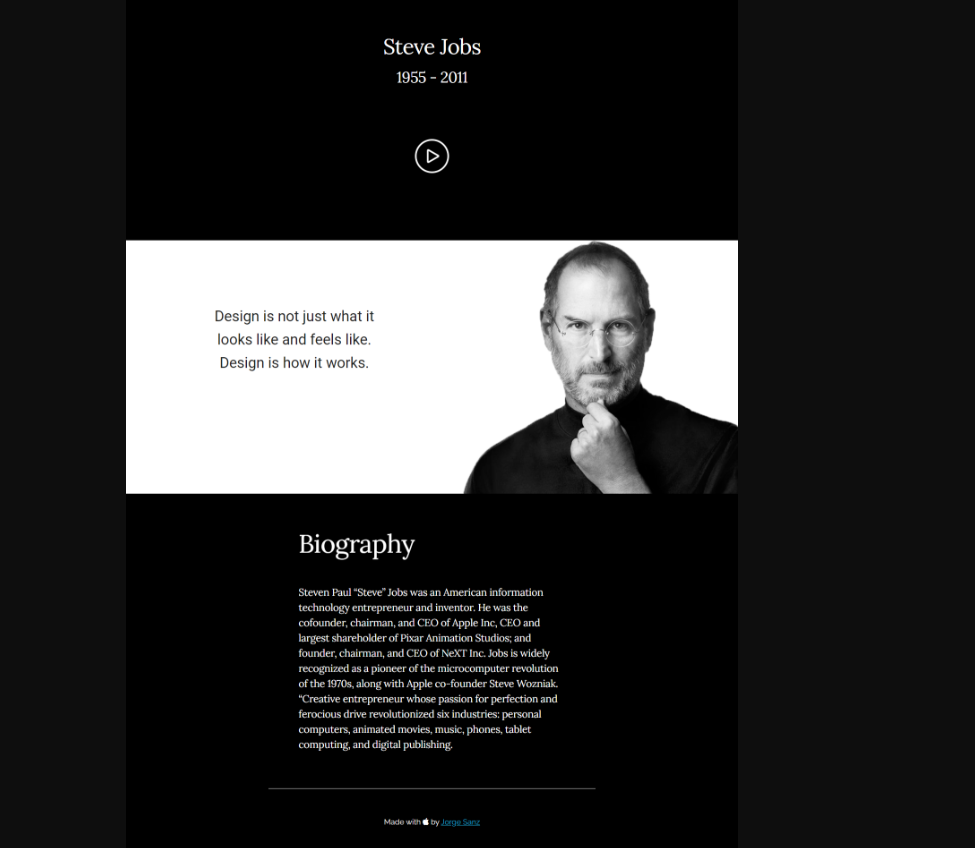 Steve Jobs
1955 - 2011
Design is not just what it
looks like and feels like.
Design is how it works.
Biography
Steven Paul “Steve” Jobs was an American information
technology entrepreneur and inventor. He was the
cofounder, chairman, and CEO of Apple Inc, CEO and
largest shareholder of Pixar Animation Studios; and
founder, chairman, and CEO of NeXT Inc. Jobs is widely
recognized as a pioneer of the microcomputer revolution
of the 1970s, along with Apple co-founder Steve Wozniak.
“Creative entrepreneur whose passion for perfection and
ferocious drive revolutionized six industries: personal
computers, animated movies, music, phones, tablet
computing, and digital publishing.
Made with by Jorge Sanz